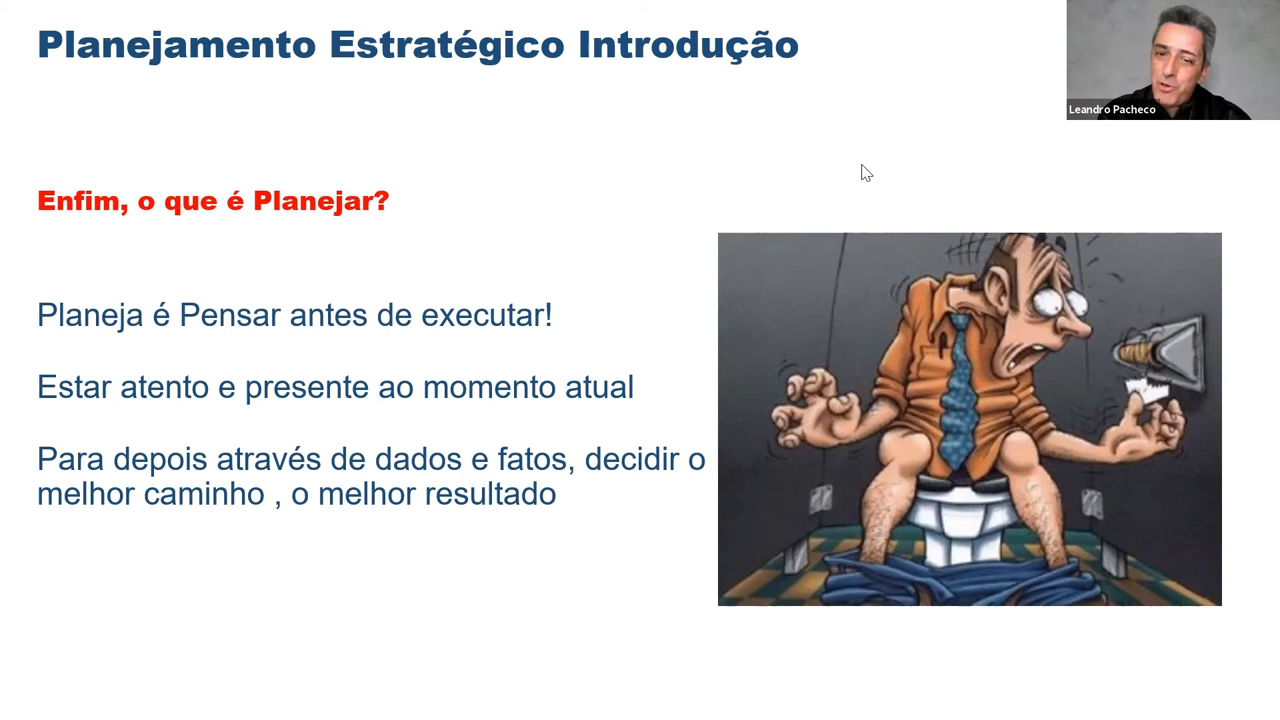 Planejamento Estratégico Introdução
Leandro Pacheco
Enfim, o que é Planejar?
Planeja é Pensar antes de executar!
Estar atento e presente ao momento atual
Para depois através de dados e fatos, decidir o
melhor caminho , o melhor resultado